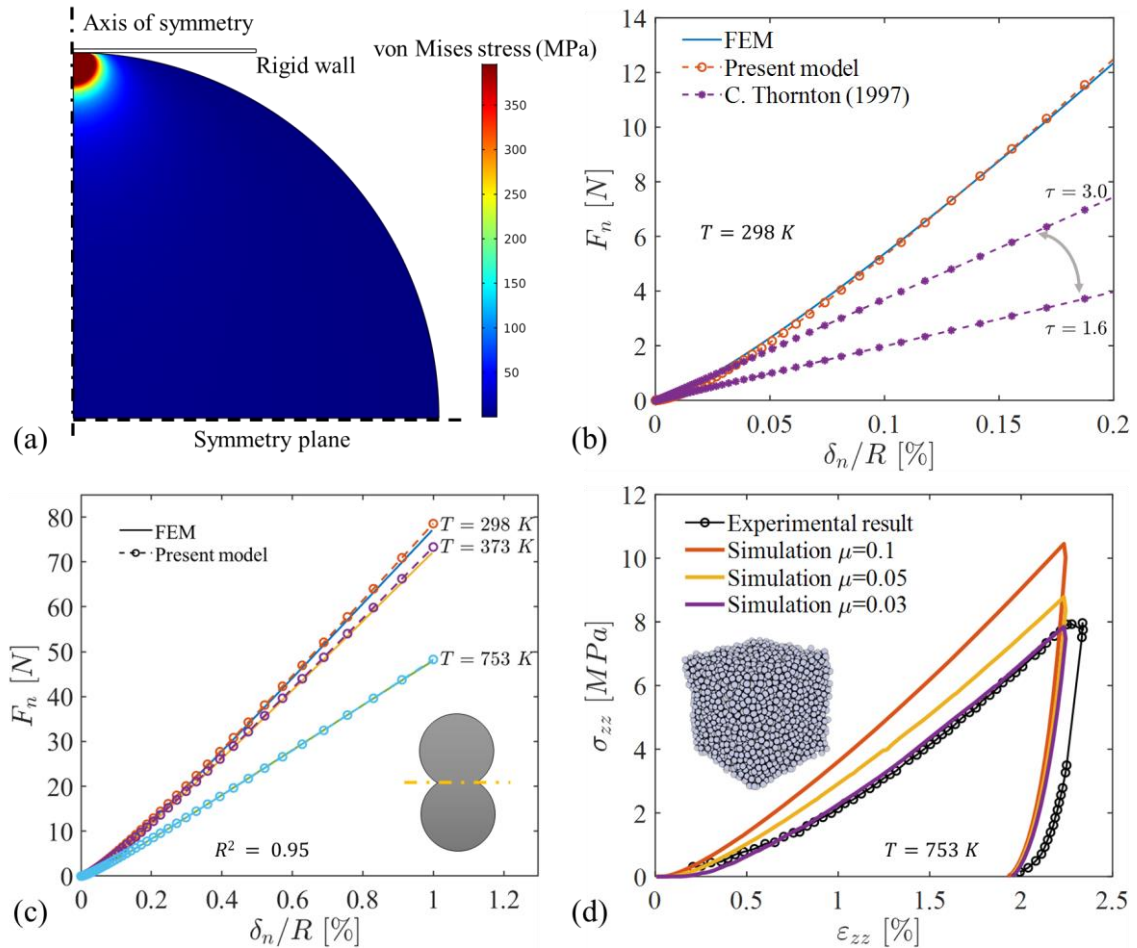 Axis of symmetry
Rigid wall
von Mises stress (MPa)
350
300
250
200
150
100
50
(a)
Symmetry plane
14
12
10
8
6
4
2
0
F_n [N]
FEM
Present model
C. Thornton (1997)
T = 298 K
τ = 3.0
τ = 1.6
0
0.05
0.1
0.15
0.2
(b)
δ_n/R [%]
80
70
60
50
40
30
20
10
0
F_n [N]
FEM
Present model
T = 298 K
T = 373 K
T = 753 K
R² = 0.95
0
0.2
0.4
0.6
0.8
1
1.2
(c)
δ_n/R [%]
12
10
8
6
4
2
0
σ_zz [MPa]
Experimental result
Simulation μ=0.1
Simulation μ=0.05
Simulation μ=0.03
T = 753 K
0
0.5
1
1.5
2
2.5
(d)
ε_zz [%]